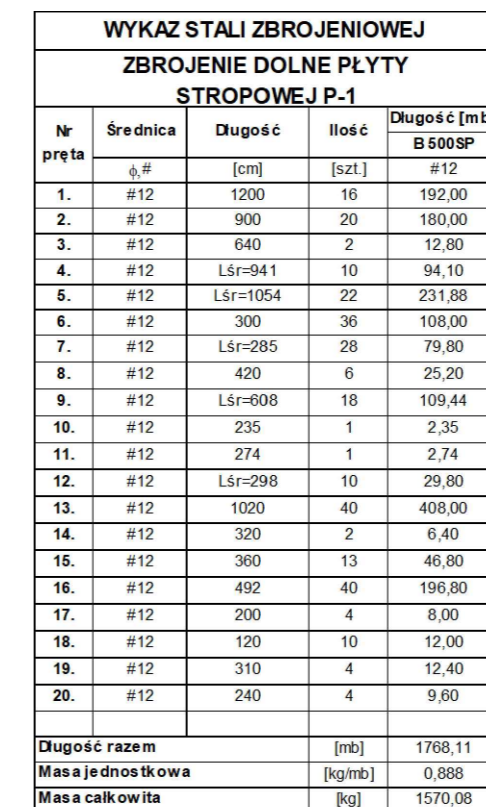 WYKAZ STALI ZBROJENIOWEJ
ZBROJENIE DOLNE PŁYTY
STROPOWEJ P-1
Nr pręta Średnica Długość Ilość Długość [mb
B500SP
ϕ,# [cm] [szt.] #12
1. #12 1200 16 192,00
2. #12 900 20 180,00
3. #12 640 2 12,80
4. #12 Lśr=941 10 94,10
5. #12 Lśr=1054 22 231,88
6. #12 300 36 108,00
7. #12 Lśr=285 28 79,80
8. #12 420 6 25,20
9. #12 Lśr=608 18 109,44
10. #12 235 1 2,35
11. #12 274 1 2,74
12. #12 Lśr=298 10 29,80
13. #12 1020 40 408,00
14. #12 320 2 6,40
15. #12 360 13 46,80
16. #12 492 40 196,80
17. #12 200 4 8,00
18. #12 120 10 12,00
19. #12 310 4 12,40
20. #12 240 4 9,60
Długość razem [mb] 1768,11
Masa jednostkowa [kg/mb] 0,888
Masa całkowita [kg] 1570,08